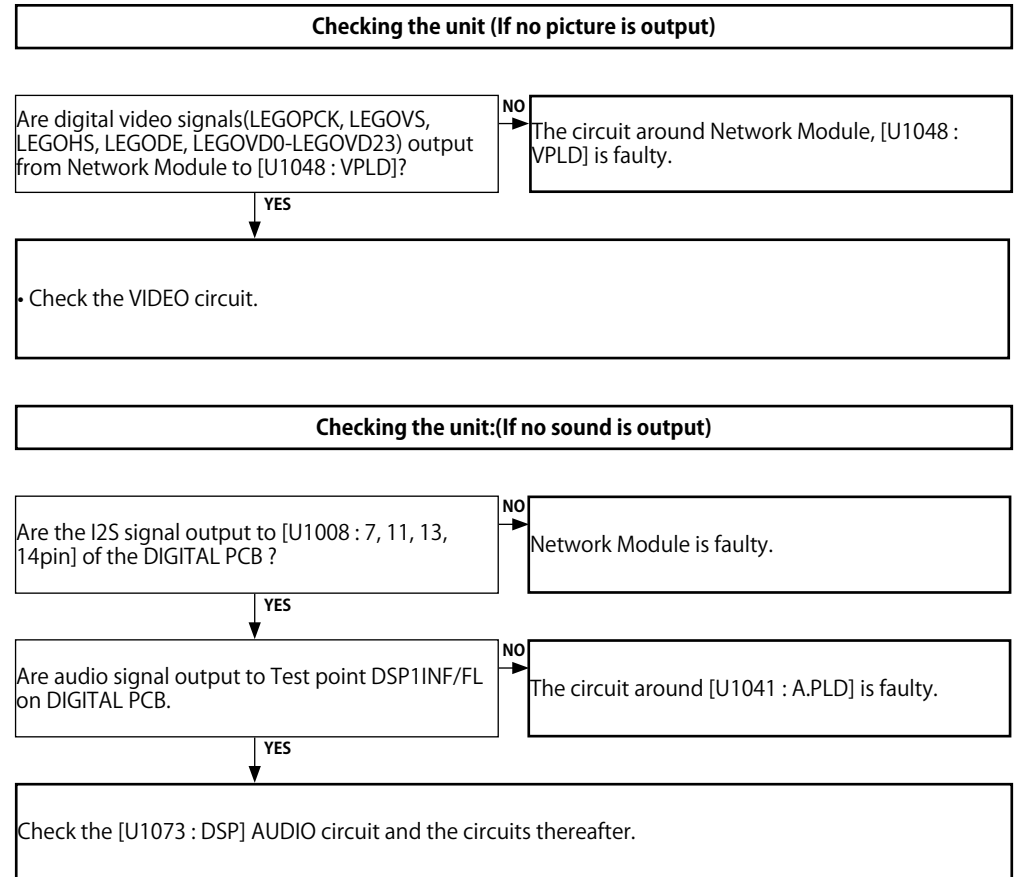 Checking the unit (If no picture is output)
Are digital video signals(LEGOPCK, LEGOVS,
LEGOHS, LEGODE, LEGOVD0-LEGOVD23) output
from Network Module to [U1048 : VPLD]?
NO
The circuit around Network Module, [U1048 :
VPLD] is faulty.
YES
• Check the VIDEO circuit.
Checking the unit:(If no sound is output)
Are the I2S signal output to [U1008 : 7, 11, 13,
14pin] of the DIGITAL PCB ?
NO
Network Module is faulty.
YES
Are audio signal output to Test point DSP1INF/FL
on DIGITAL PCB.
NO
The circuit around [U1041 : A.PLD] is faulty.
YES
Check the [U1073 : DSP] AUDIO circuit and the circuits thereafter.